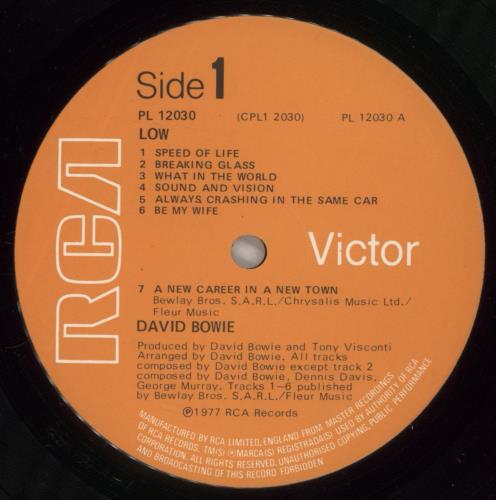 Side 1
PL 12030 (CPL1 2030) PL 12030 A
LOW
1 SPEED OF LIFE
2 BREAKING GLASS
3 WHAT IN THE WORLD
4 SOUND AND VISION
5 ALWAYS CRASHING IN THE SAME CAR
6 BE MY WIFE
RCA
Victor
7 A NEW CAREER IN A NEW TOWN
Bewlay Bros. S.A.R.L./Chrysalis Music Ltd./
Fleur Music
DAVID BOWIE
Produced by David Bowie and Tony Visconti
Arranged by David Bowie. All tracks
composed by David Bowie except track 2
composed by David Bowie, Dennis Davis,
George Murray, Tracks 1–6 published
by Bewlay Bros. S.A.R.L./Fleur Music
℗1977 RCA Records
MANUFACTURED BY RCA LIMITED, ENGLAND FROM MASTER RECORDINGS
OF RCA RECORDS, TM(S) ®MARCA(S) REGISTRADA(S) USED BY AUTHORITY OF RCA
CORPORATION. ALL RIGHTS RESERVED. UNAUTHORISED COPYING, PUBLIC PERFORMANCE,
AND BROADCASTING OF THIS RECORD FORBIDDEN